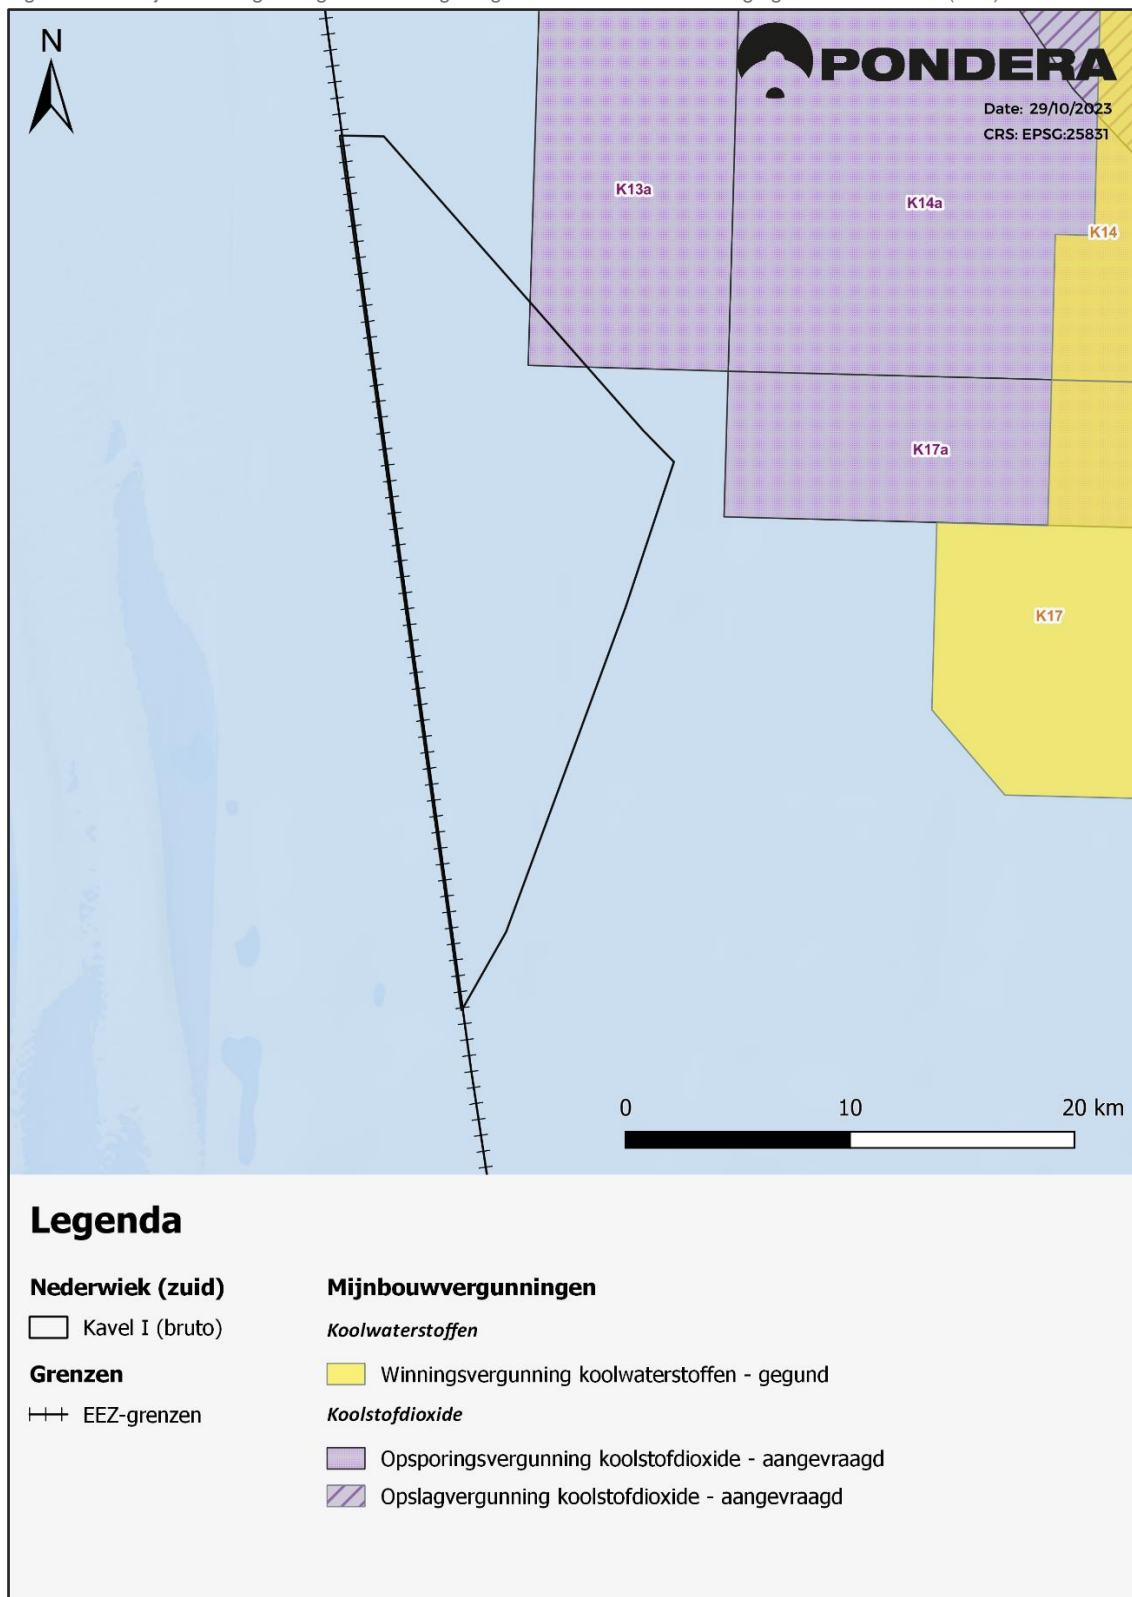 N
PONDERA
Date: 29/10/2023
CRS: EPSG:25831
K13a
K14a
K14
K17a
K17
0 10 20 km
Legenda
Nederwiek (zuid)
Kavel I (bruto)
Grenzen
EEZ-grenzen
Mijnbouwvergunningen
Koolwaterstoffen
Winningsvergunning koolwaterstoffen - gegund
Koolstofdioxide
Opsporingsvergunning koolstofdioxide - aangevraagd
Opslagvergunning koolstofdioxide - aangevraagd